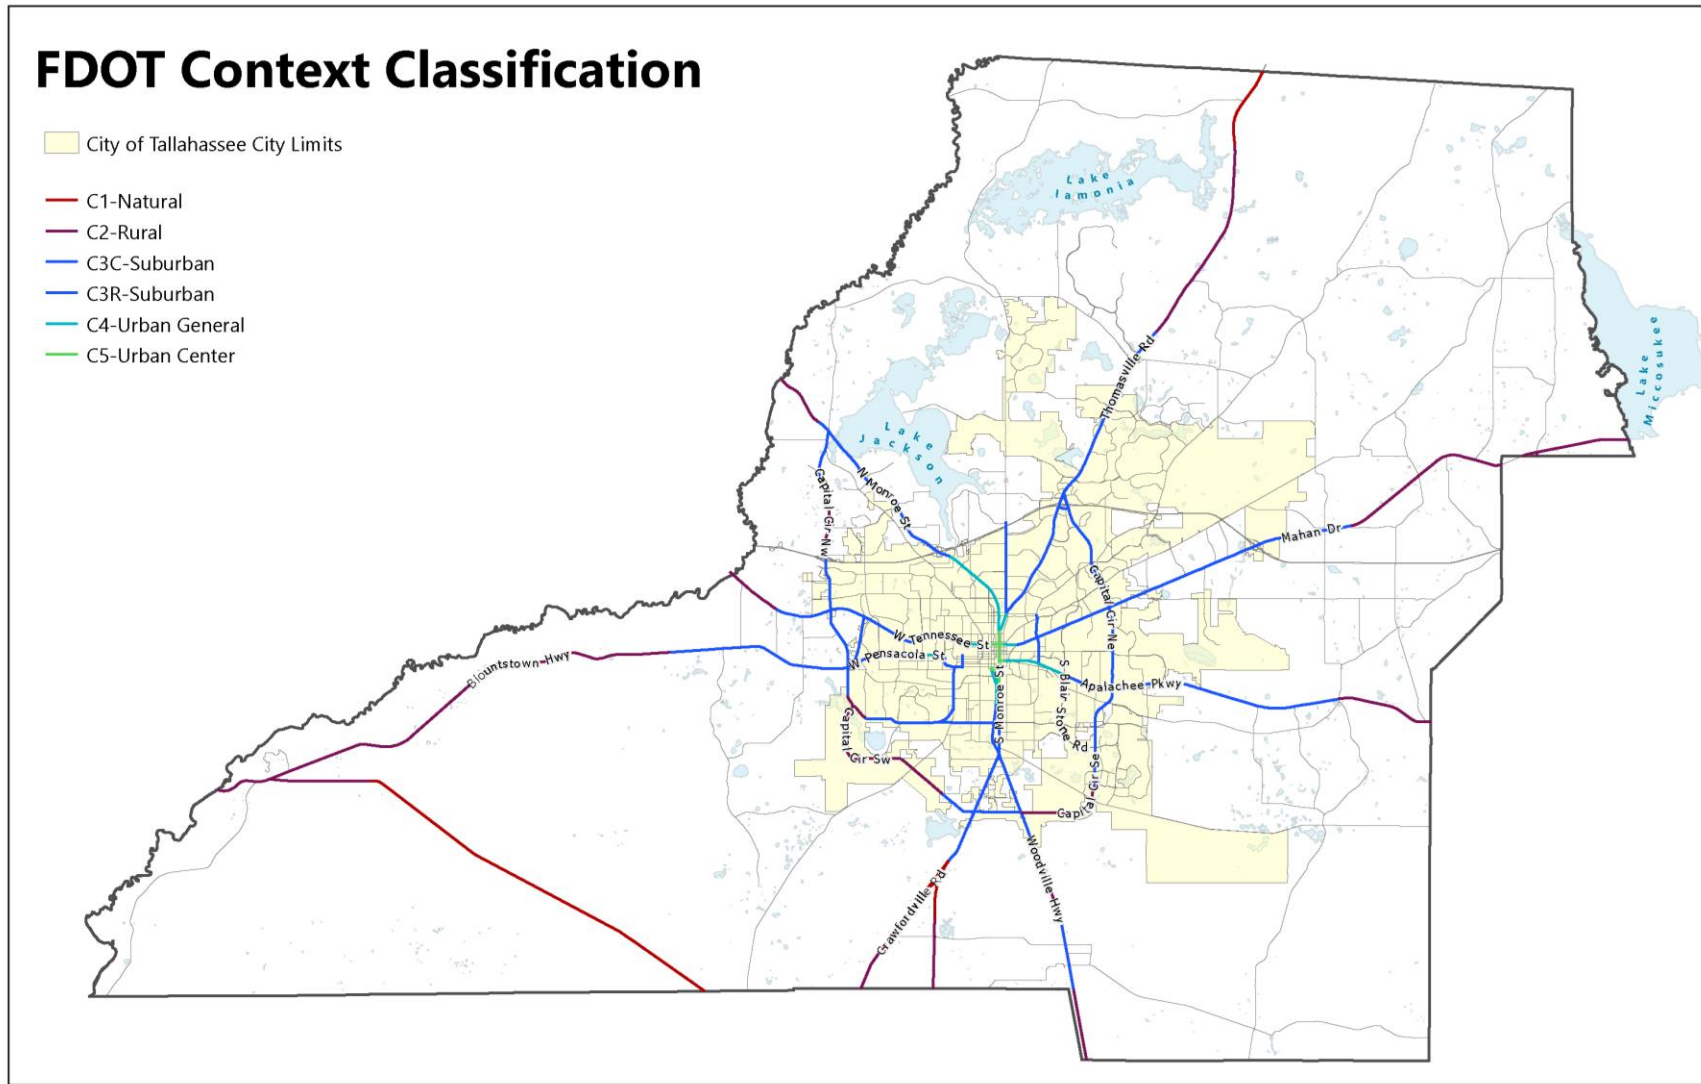 FDOT Context Classification
City of Tallahassee City Limits
C1-Natural
C2-Rural
C3C-Suburban
C3R-Suburban
C4-Urban General
C5-Urban Center
Lake
Iamonia
Lake
Miccosukee
Thomasville Rd
Lake
Jackson
N Monroe St
Capital Cir Nw
Mahan Dr
Capital Cir Ne
W Tennessee St
W Pensacola St
Blountstown Hwy
S Blair Stone Rd
Apalachee Pkwy
S Monroe St
Capital Cir Sw
Capital Cir Se
Woodville Hwy
Crawfordville Rd